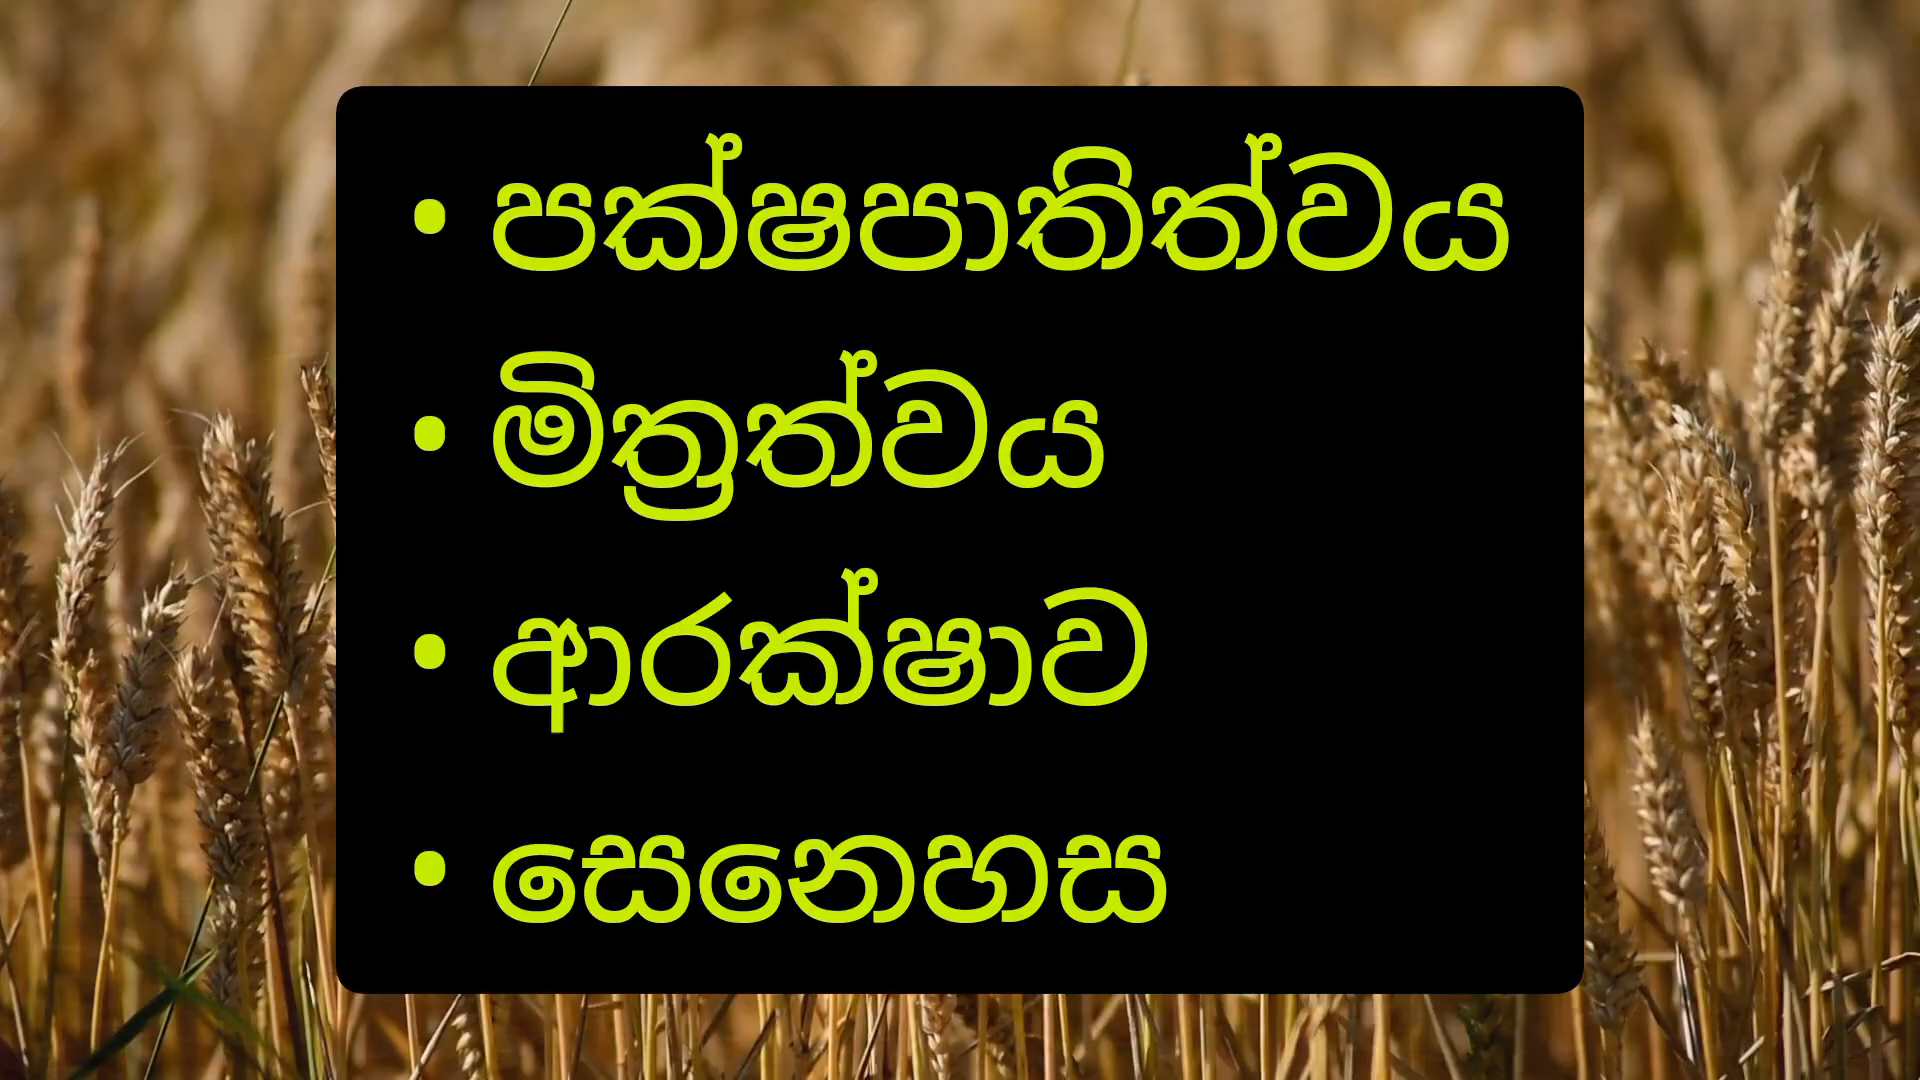 • පක්ෂපාතිත්වය
• මිත්‍රත්වය
• ආරක්ෂාව
• සෙනෙහස